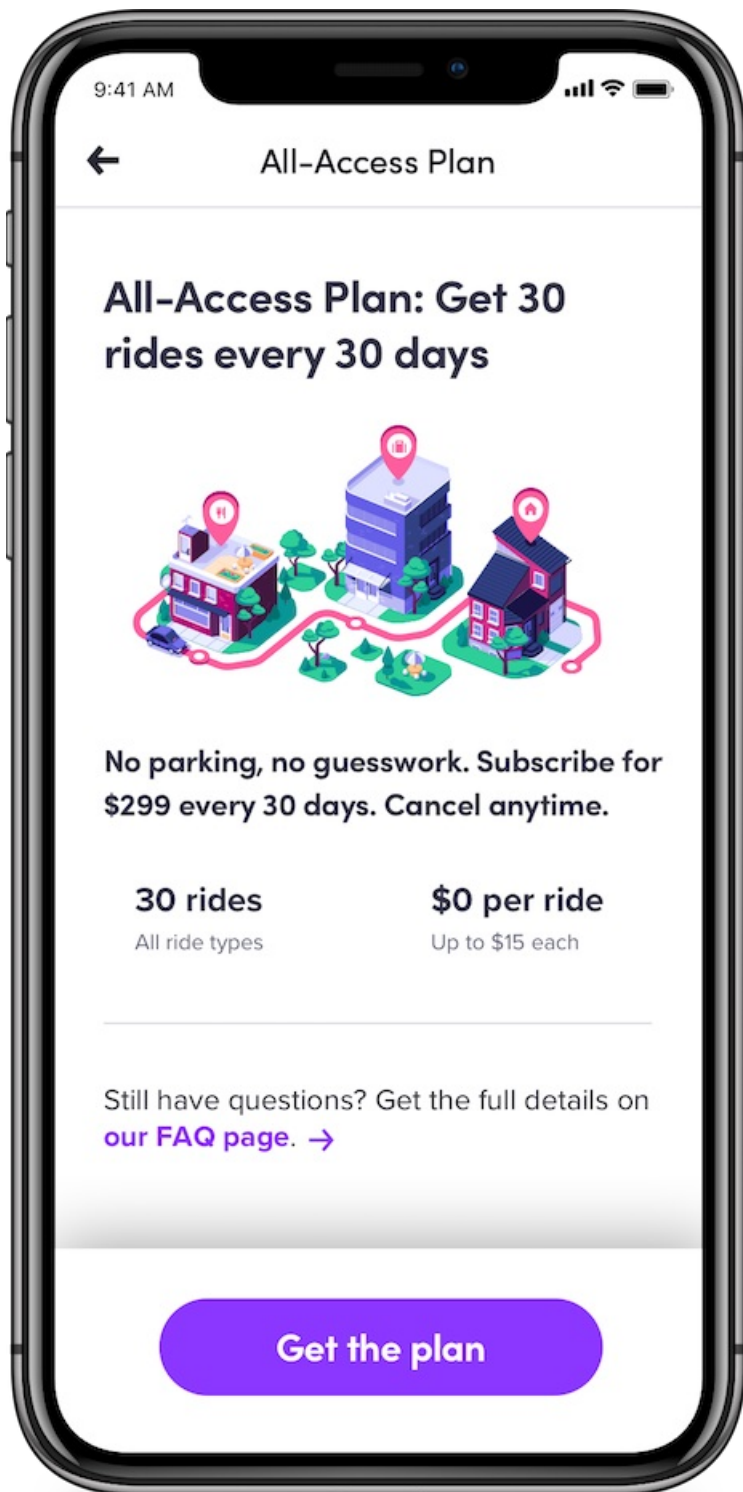 9:41 AM
All-Access Plan
All-Access Plan: Get 30
rides every 30 days
No parking, no guesswork. Subscribe for
$299 every 30 days. Cancel anytime.
30 rides
$0 per ride
All ride types
Up to $15 each
Still have questions? Get the full details on
our FAQ page. →
Get the plan